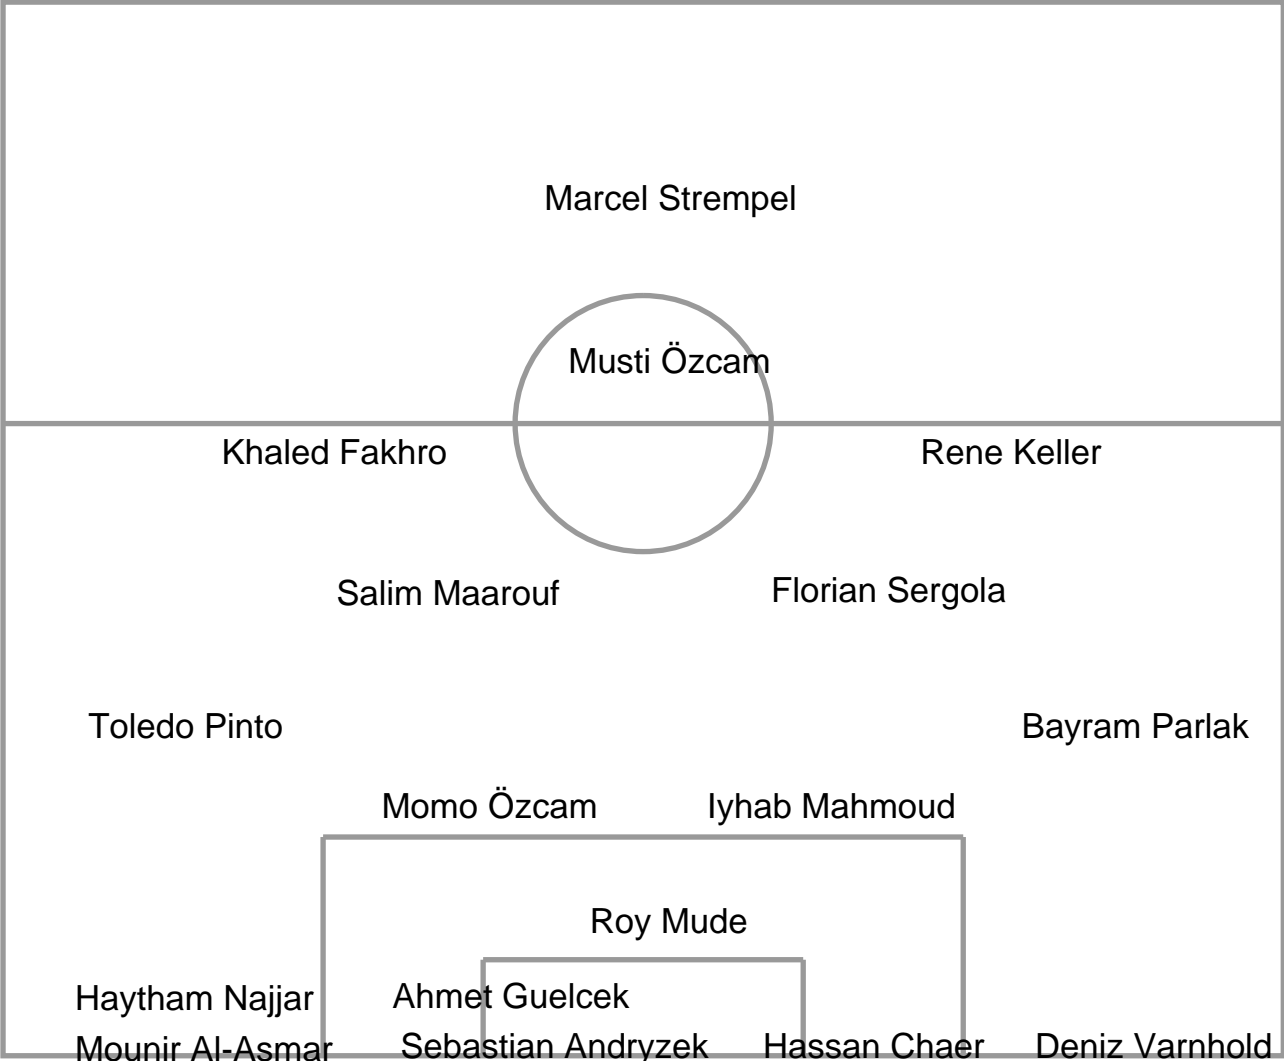 Marcel Strempel
Musti Özcam
Khaled Fakhro
Rene Keller
Salim Maarouf
Florian Sergola
Toledo Pinto
Bayram Parlak
Momo Özcam
Iyhab Mahmoud
Roy Mude
Haytham Najjar
Ahmet Guelcek
Mounir Al-Asmar
Sebastian Andryzek
Hassan Chaer
Deniz Varnhold